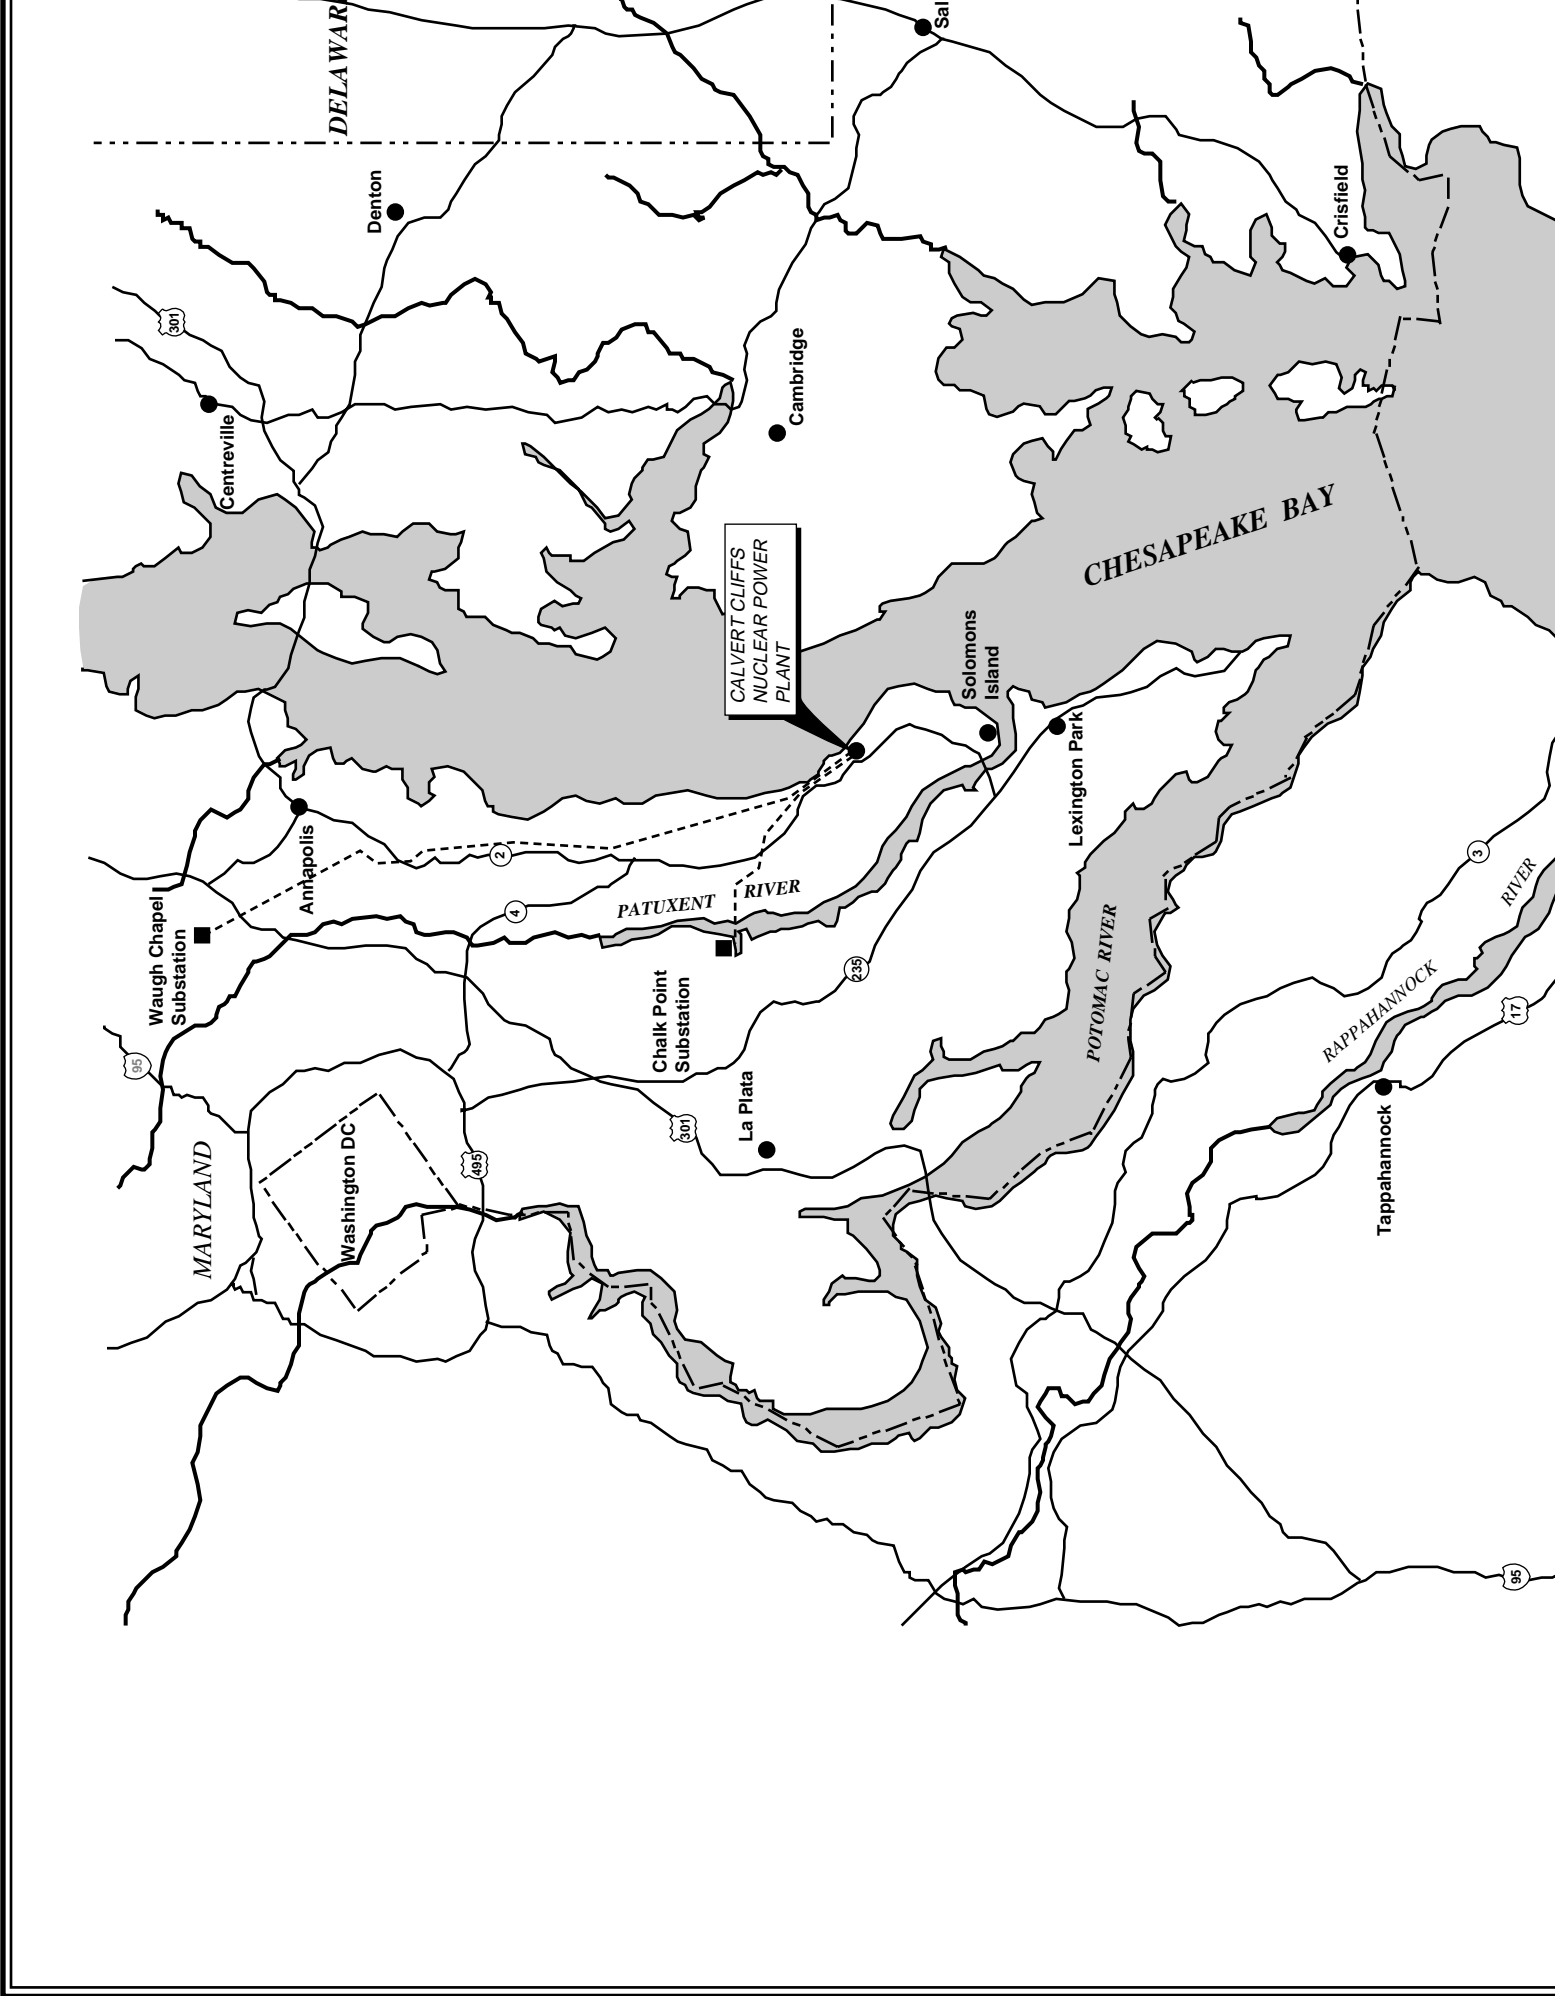 MARYLAND
DELAWAR
Waugh Chapel
Substation
95
301
Centreville
Denton
Annapolis
Washington DC
495
4
2
PATUXENT RIVER
Chalk Point
Substation
301
La Plata
CALVERT CLIFFS
NUCLEAR POWER
PLANT
Cambridge
235
Sal
Solomons
Island
Lexington Park
CHESAPEAKE BAY
POTOMAC RIVER
Crisfield
RAPPAHANNOCK RIVER
Tappahannock
3
17
95